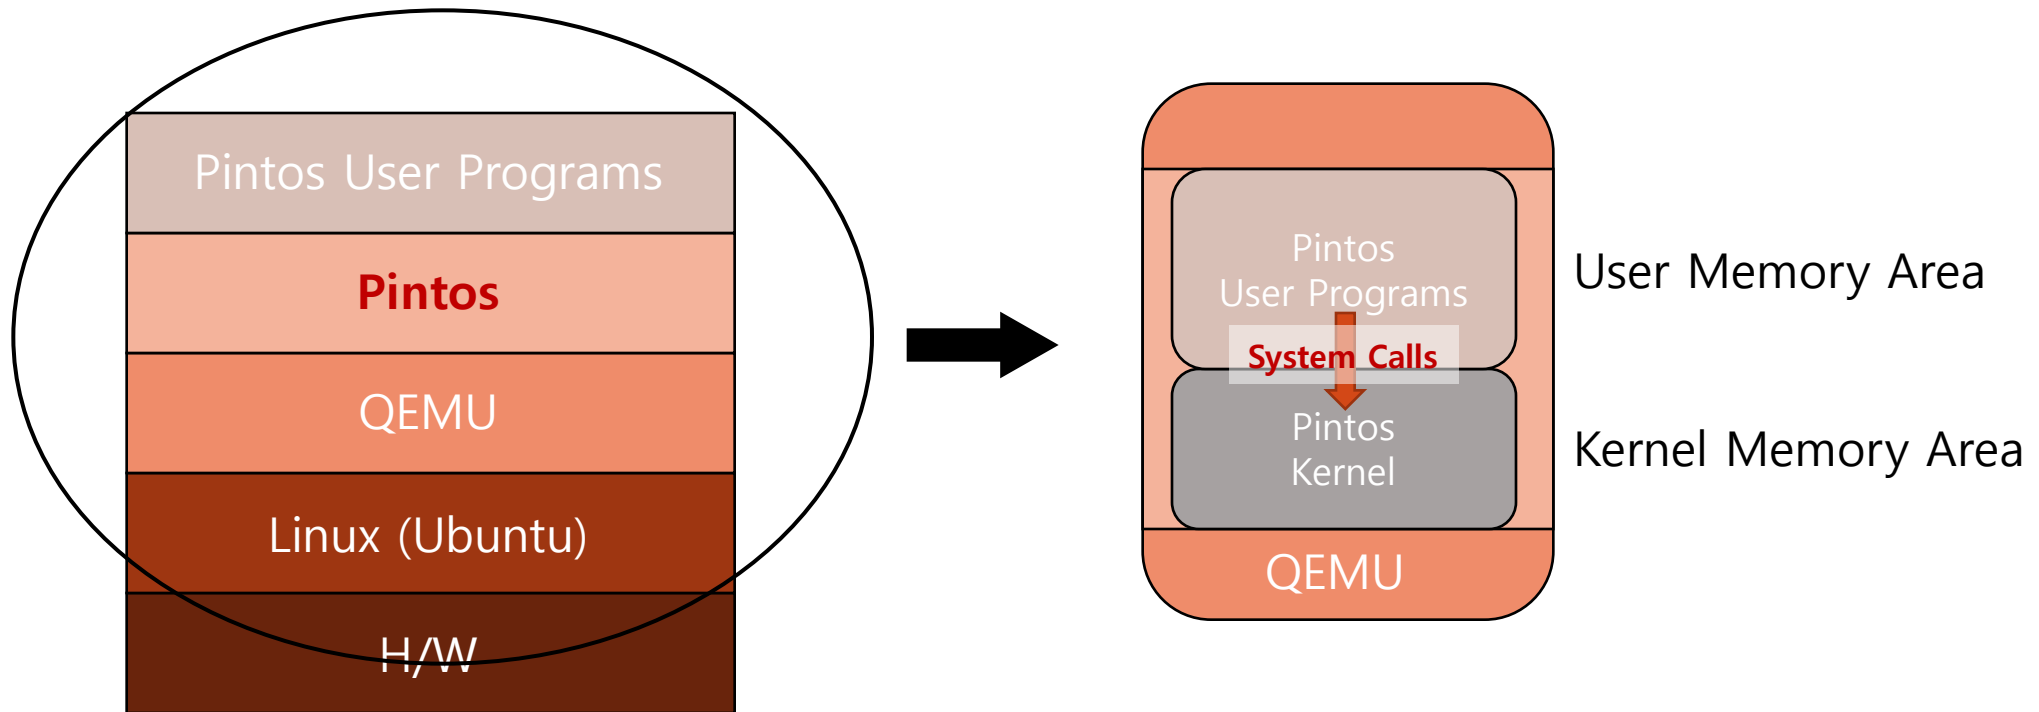 Pintos User Programs
Pintos
QEMU
Linux (Ubuntu)
H/W
Pintos
User Programs
System Calls
Pintos
Kernel
QEMU
User Memory Area
Kernel Memory Area